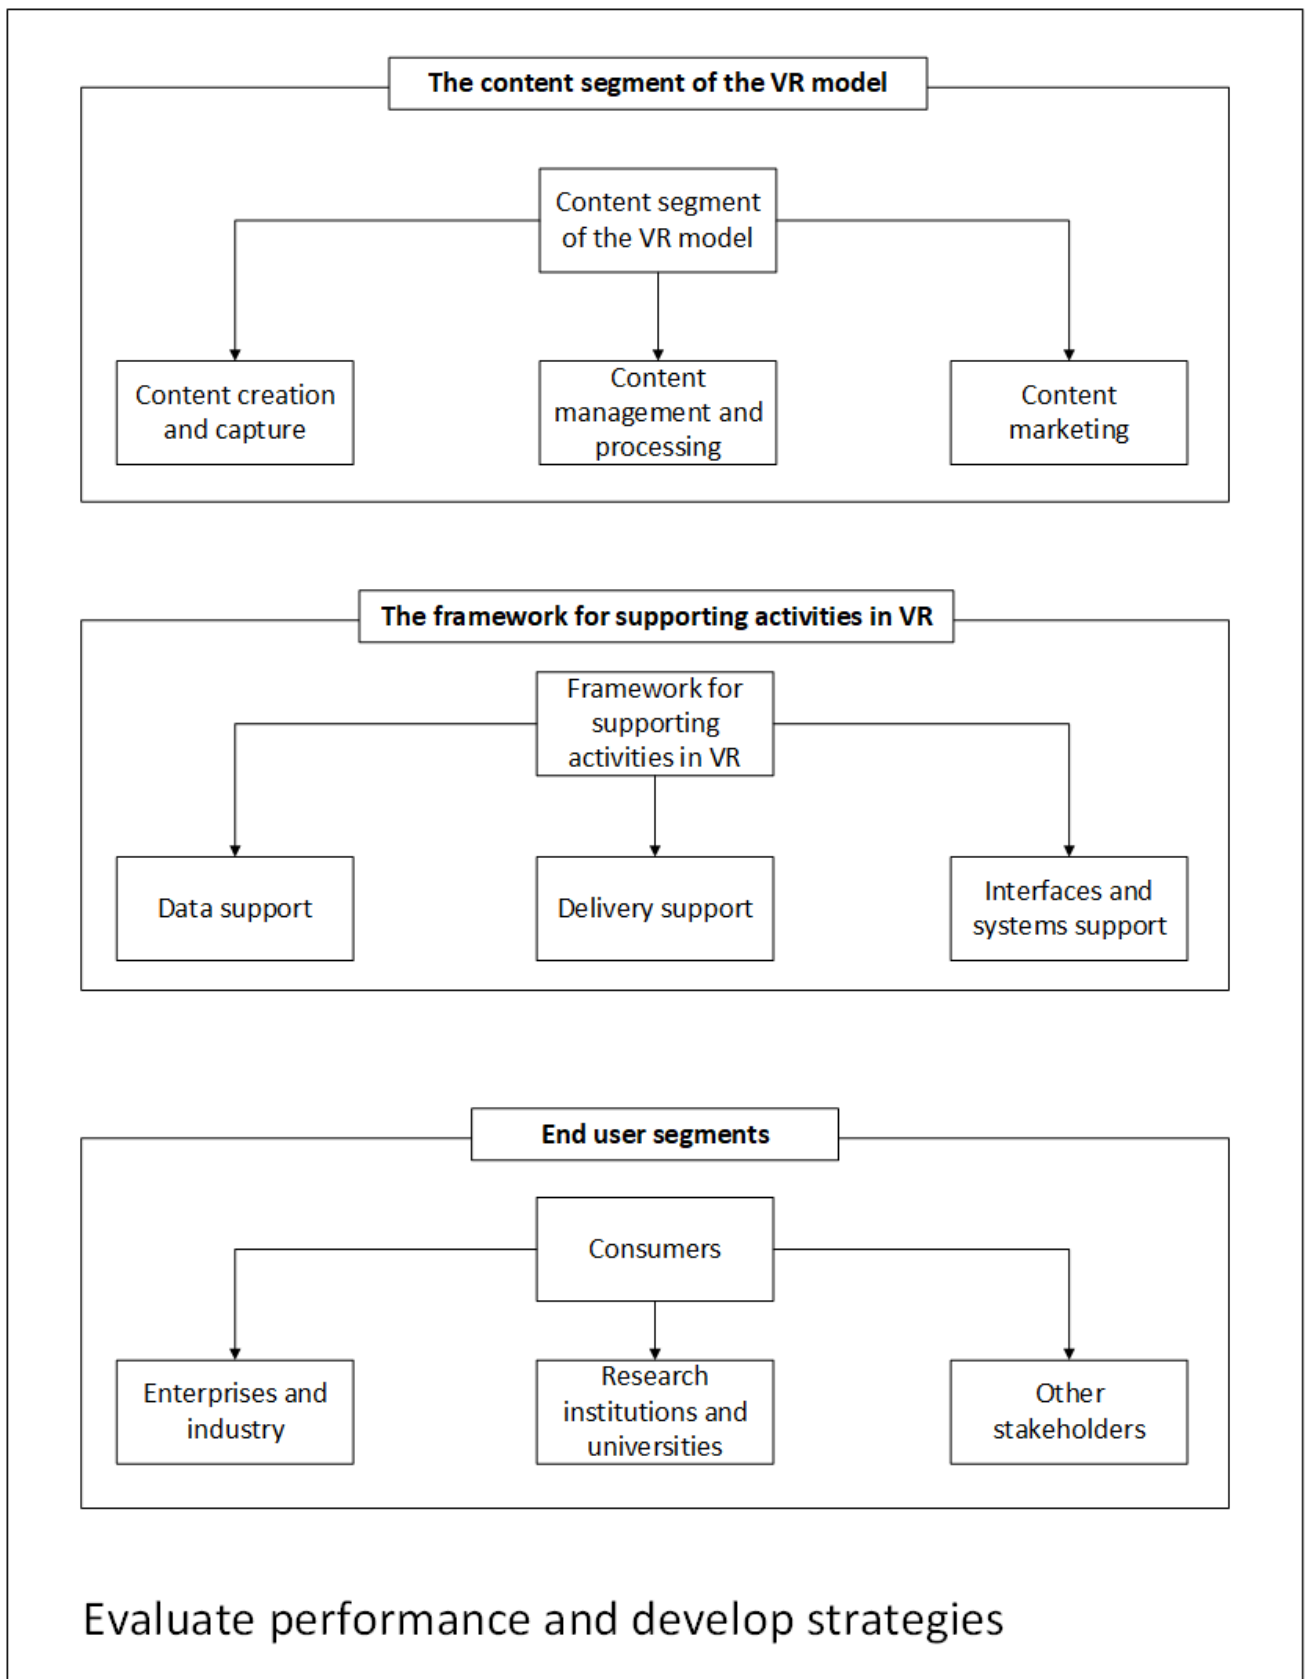 The content segment of the VR model
Content segment
of the VR model
Content creation
and capture
Content
management and
processing
Content
marketing
The framework for supporting activities in VR
Framework for
supporting
activities in VR
Data support
Delivery support
Interfaces and
systems support
End user segments
Consumers
Enterprises and
industry
Research
institutions and
universities
Other
stakeholders
Evaluate performance and develop strategies